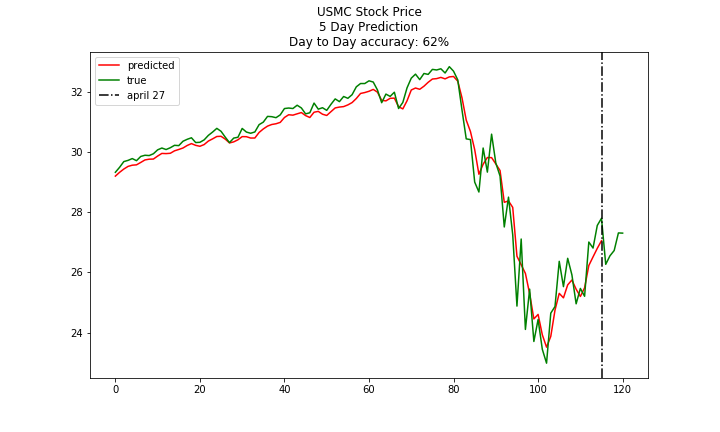 USMC Stock Price
5 Day Prediction
Day to Day accuracy: 62%
predicted
true
april 27
32
30
28
26
24
0 20 40 60 80 100 120